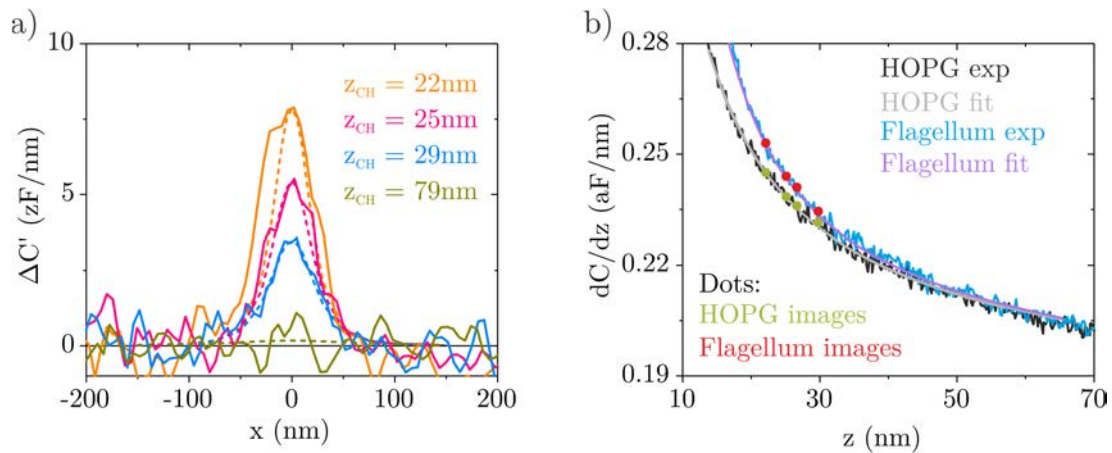 a)
10
5
0
ΔC' (zF/nm)
z_CH = 22nm
z_CH = 25nm
z_CH = 29nm
z_CH = 79nm
-200
-100
0
100
200
x (nm)
b)
0.28
0.25
0.22
0.19
dC/dz (aF/nm)
HOPG exp
HOPG fit
Flagellum exp
Flagellum fit
Dots:
HOPG images
Flagellum images
10
30
50
70
z (nm)